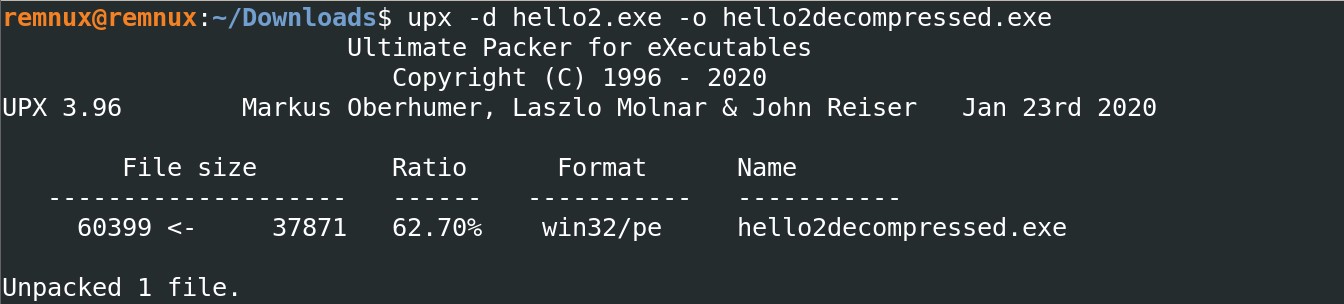 remnux@remnux:~/Downloads$ upx -d hello2.exe -o hello2decompressed.exe
                       Ultimate Packer for eXecutables
                          Copyright (C) 1996 - 2020
UPX 3.96        Markus Oberhumer, Laszlo Molnar & John Reiser   Jan 23rd 2020

        File size         Ratio      Format      Name
   --------------------   ------   -----------   -----------
     60399 <-     37871   62.70%    win32/pe     hello2decompressed.exe

Unpacked 1 file.